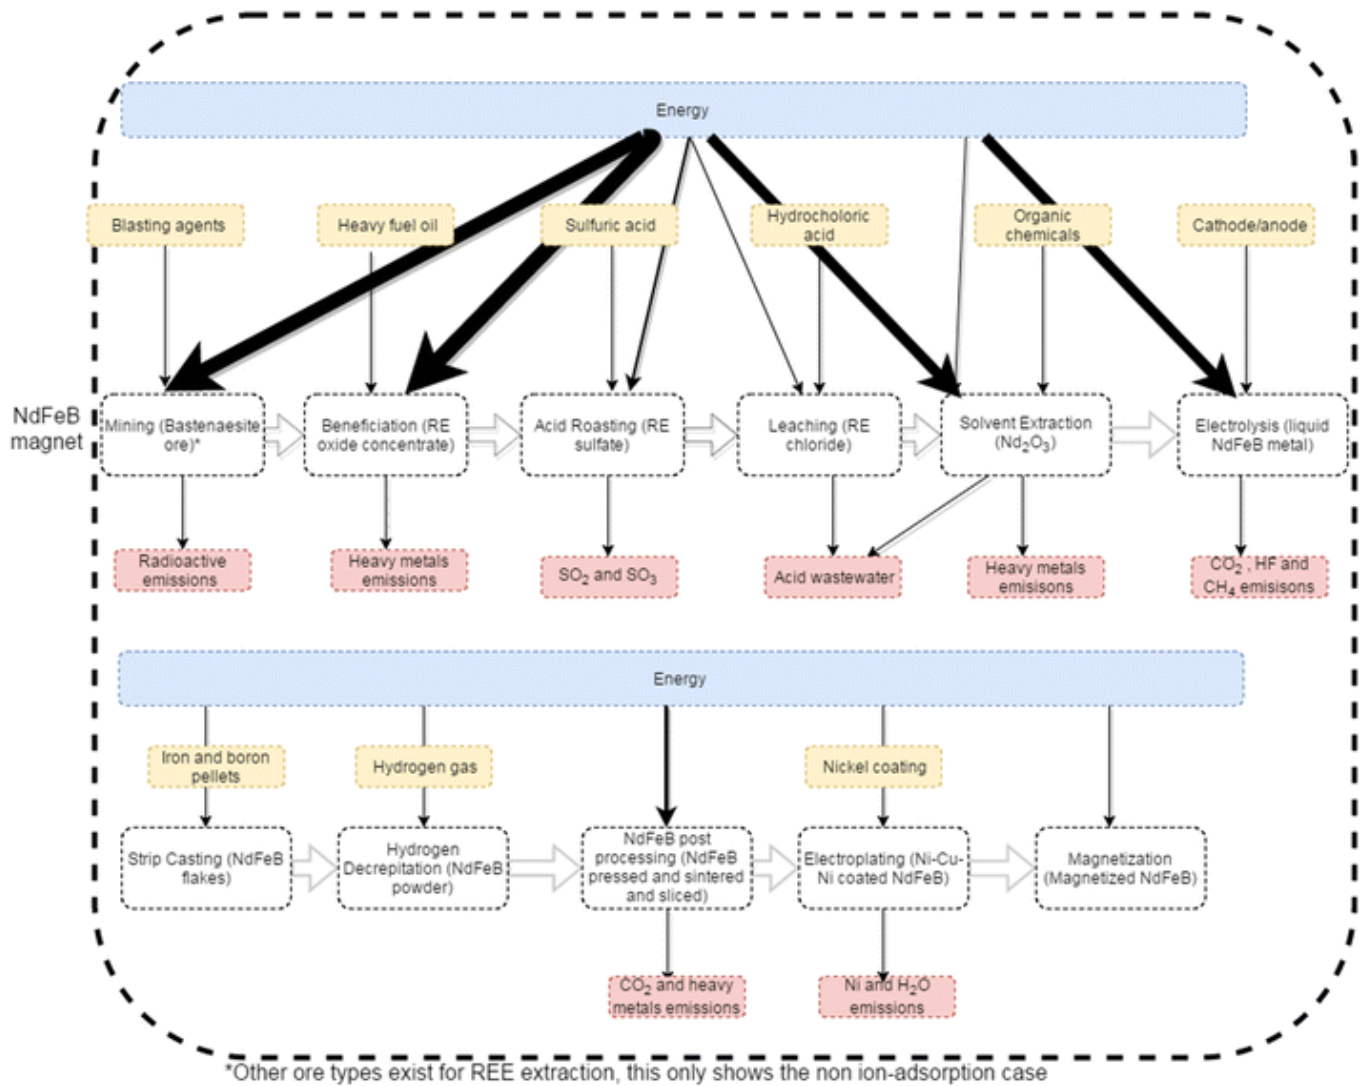 Energy
Blasting agents
Heavy fuel oil
Sulfuric acid
Hydrocholoric
acid
Organic
chemicals
Cathode/anode
NdFeB
magnet
Mining (Bastenaesite
ore)*
Beneficiation (RE
oxide concentrate)
Acid Roasting (RE
sulfate)
Leaching (RE
chloride)
Solvent Extraction
(Nd2O3)
Electrolysis (liquid
NdFeB metal)
Radioactive
emissions
Heavy metals
emissions
SO2 and SO3
Acid wastewater
Heavy metals
emisisons
CO2 , HF and
CH4 emisisons
Energy
Iron and boron
pellets
Hydrogen gas
Nickel coating
Strip Casting (NdFeB
flakes)
Hydrogen
Decrepitation (NdFeB
powder)
NdFeB post
processing (NdFeB
pressed and sintered
and sliced)
Electroplating (Ni-Cu-
Ni coated NdFeB)
Magnetization
(Magnetized NdFeB)
CO2 and heavy
metals emissions
Ni and H2O
emissions
*Other ore types exist for REE extraction, this only shows the non ion-adsorption case